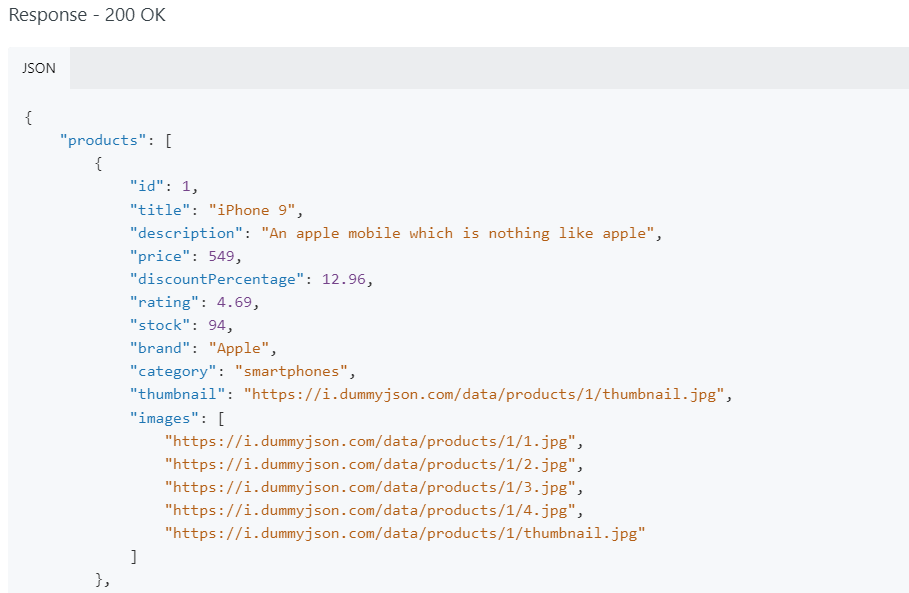 Response - 200 OK
JSON
{
"products": [
{
"id": 1,
"title": "iPhone 9",
"description": "An apple mobile which is nothing like apple",
"price": 549,
"discountPercentage": 12.96,
"rating": 4.69,
"stock": 94,
"brand": "Apple",
"category": "smartphones",
"thumbnail": "https://i.dummyjson.com/data/products/1/thumbnail.jpg",
"images": [
"https://i.dummyjson.com/data/products/1/1.jpg",
"https://i.dummyjson.com/data/products/1/2.jpg",
"https://i.dummyjson.com/data/products/1/3.jpg",
"https://i.dummyjson.com/data/products/1/4.jpg",
"https://i.dummyjson.com/data/products/1/thumbnail.jpg"
]
},